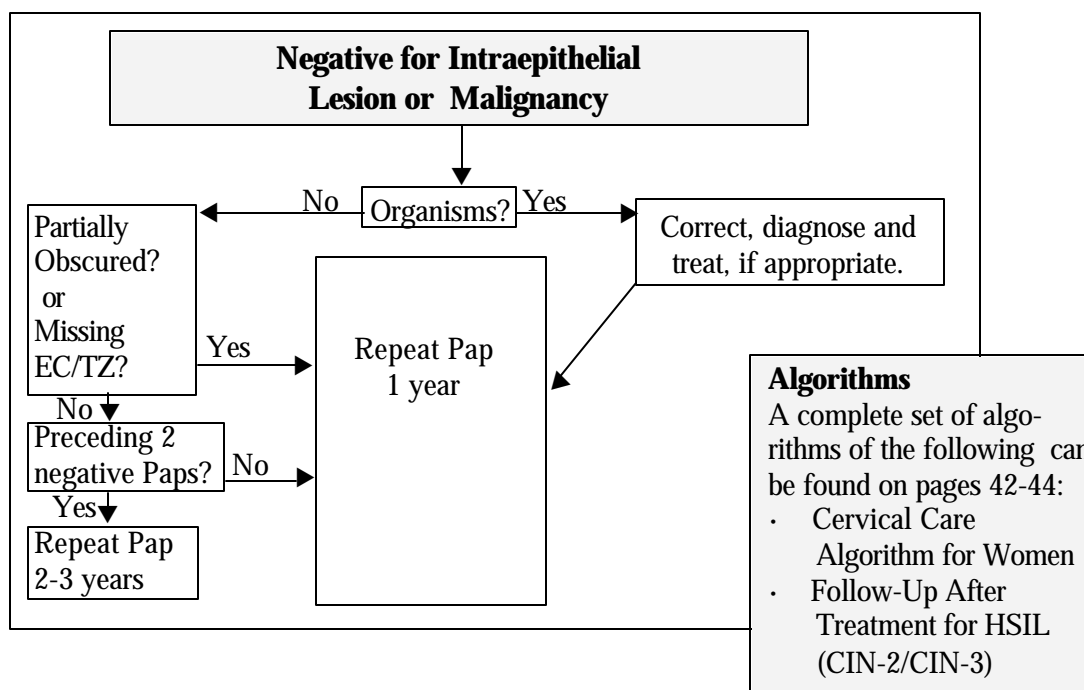 Negative for Intraepithelial
Lesion or Malignancy
No
Organisms?
Yes
Partially
Obscured?
or
Missing
EC/TZ?
Correct, diagnose and
treat, if appropriate.
Yes
Repeat Pap
1 year
No
Preceding 2
negative Paps?
No
Yes
Repeat Pap
2-3 years
Algorithms
A complete set of algo-
rithms of the following can
be found on pages 42-44:
· Cervical Care
Algorithm for Women
· Follow-Up After
Treatment for HSIL
(CIN-2/CIN-3)